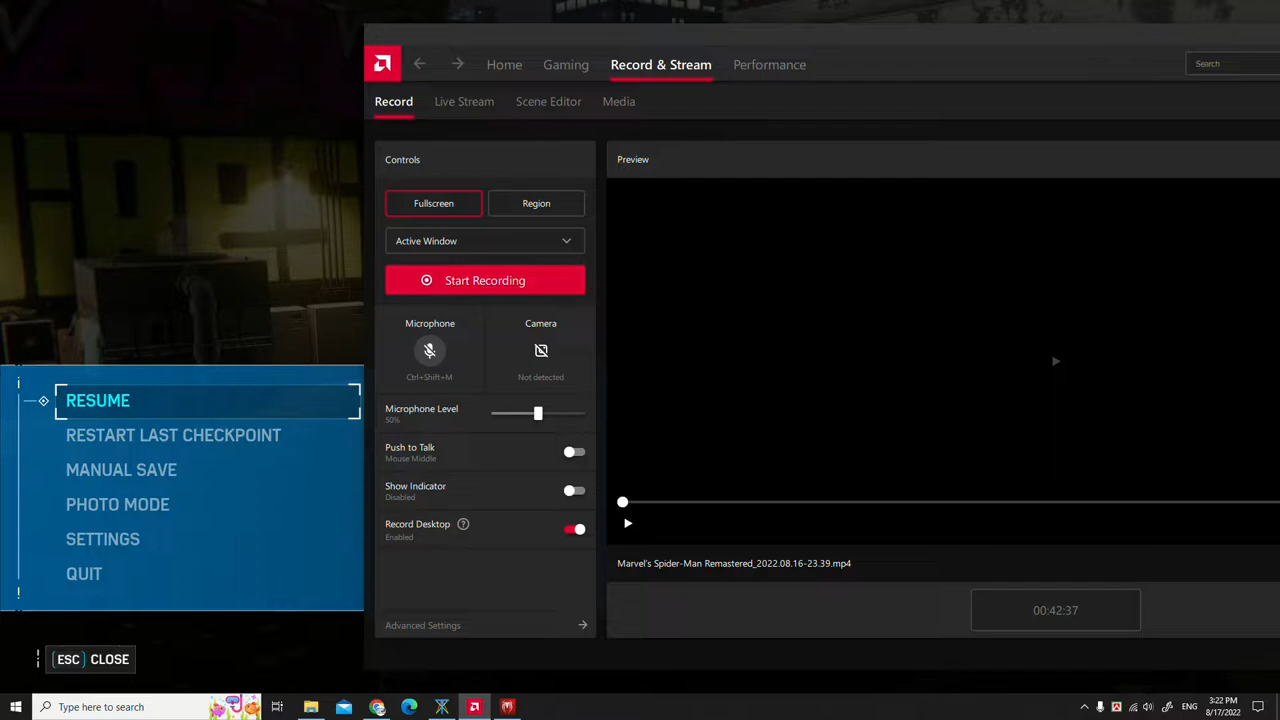 Home
Gaming
Record & Stream
Performance
Search
Record
Live Stream
Scene Editor
Media
Controls
Preview
Fullscreen
Region
Active Window
Start Recording
Microphone
Camera
Ctrl+Shift+M
Not detected
Microphone Level
50%
Push to Talk
Mouse Middle
Show Indicator
Disabled
Record Desktop ?
Enabled
Marvel's Spider-Man Remastered_2022.08.16-23.39.mp4
00:42:37
Advanced Settings
RESUME
RESTART LAST CHECKPOINT
MANUAL SAVE
PHOTO MODE
SETTINGS
QUIT
ESC CLOSE
Type here to search
3:22 PM
8/17/2022